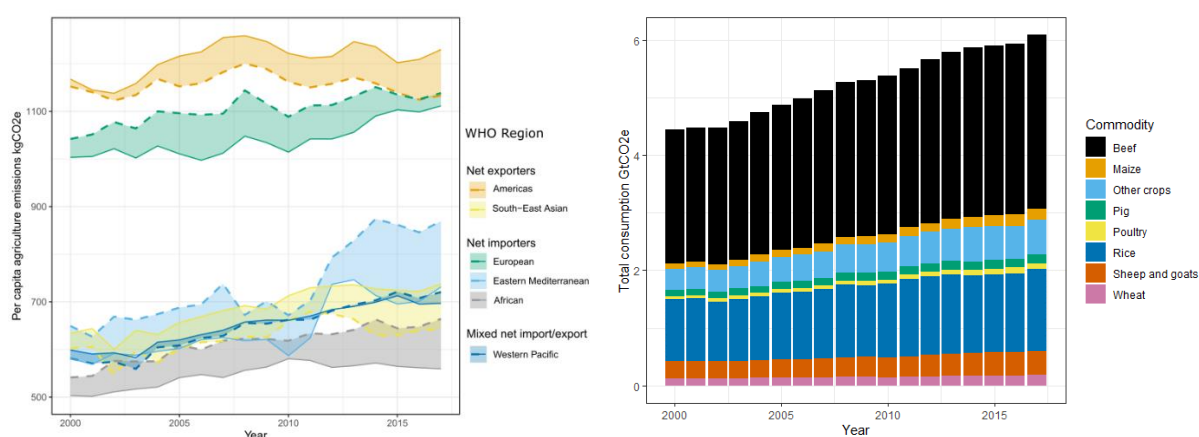 Per capita agriculture emissions kgCO2e
1100
900
700
500
2000
2005
2010
2015
Year
WHO Region
Net exporters
Americas
South−East Asian
Net importers
European
Eastern Mediterranean
African
Mixed net import/export
Western Pacific
Total consumption GtCO2e
6
4
2
0
2000
2005
2010
2015
Year
Commodity
Beef
Maize
Other crops
Pig
Poultry
Rice
Sheep and goats
Wheat